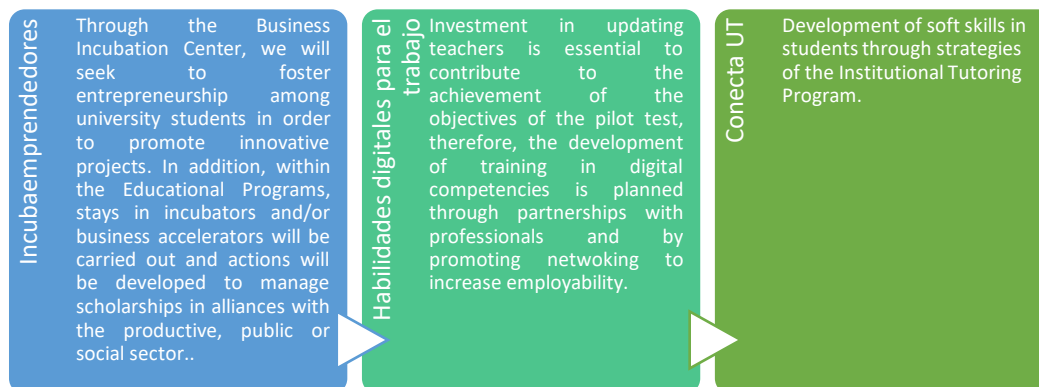 Incubaemprendedores
Through the Business
Incubation Center, we will
seek to foster
entrepreneurship among
university students in order
to promote innovative
projects. In addition, within
the Educational Programs,
stays in incubators and/or
business accelerators will be
carried out and actions will
be developed to manage
scholarships in alliances with
the productive, public or
social sector..
Habilidades digitales para el
trabajo
Investment in updating
teachers is essential to
contribute to the
achievement of the
objectives of the pilot test,
therefore, the development
of training in digital
competencies is planned
through partnerships with
professionals and by
promoting netwoking to
increase employability.
Conecta UT
Development of soft skills in
students through strategies
of the Institutional Tutoring
Program.